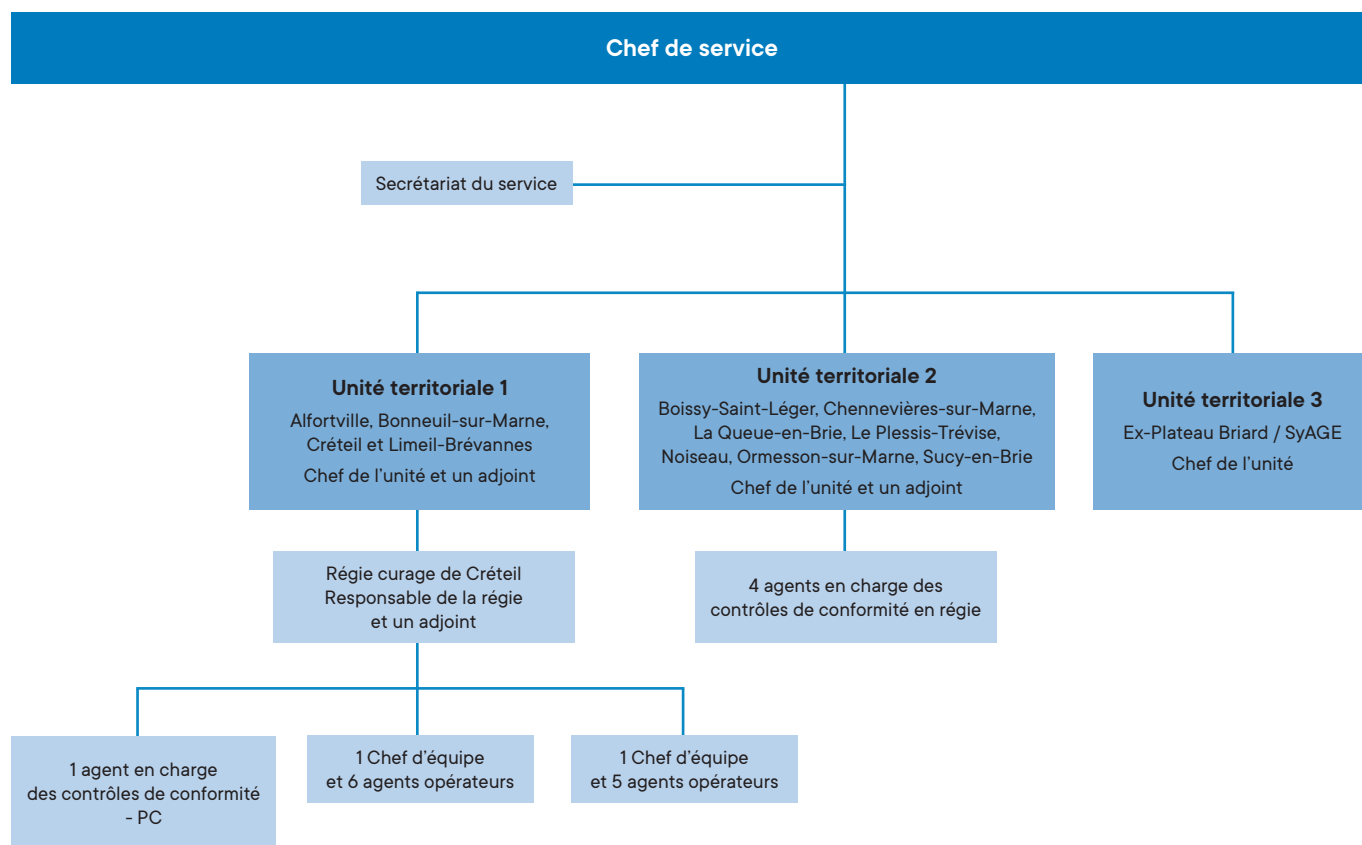 Chef de service
Secrétariat du service
Unité territoriale 1
Alfortville, Bonneuil-sur-Marne,
Créteil et Limeil-Brévannes
Chef de l'unité et un adjoint
Unité territoriale 2
Boissy-Saint-Léger, Chennevières-sur-Marne,
La Queue-en-Brie, Le Plessis-Trévise,
Noiseau, Ormesson-sur-Marne, Sucy-en-Brie
Chef de l'unité et un adjoint
Unité territoriale 3
Ex-Plateau Briard / SyAGE
Chef de l'unité
Régie curage de Créteil
Responsable de la régie
et un adjoint
4 agents en charge des
contrôles de conformité en régie
1 agent en charge
des contrôles de conformité
- PC
1 Chef d'équipe
et 6 agents opérateurs
1 Chef d'équipe
et 5 agents opérateurs